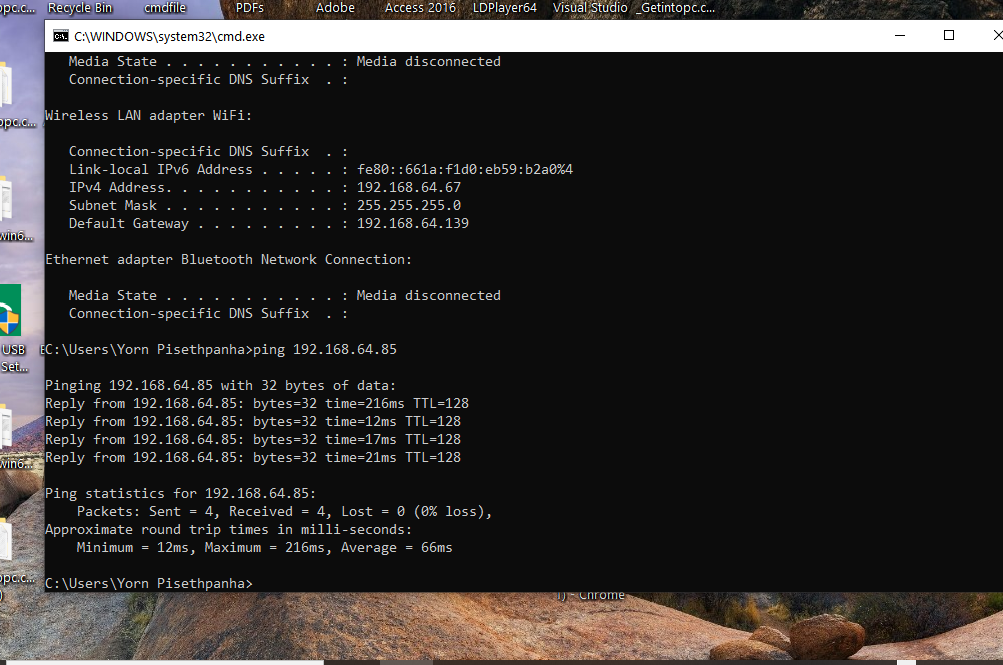 opc.c... Recycle Bin cmdfile PDFs Adobe Access 2016 LDPlayer64 Visual Studio _Getintopc.c...
C:\WINDOWS\system32\cmd.exe
Media State . . . . . . . . . . . : Media disconnected
Connection-specific DNS Suffix . :
opc.c...
Wireless LAN adapter WiFi:
Connection-specific DNS Suffix . :
Link-local IPv6 Address . . . . . : fe80::661a:f1d0:eb59:b2a0%4
IPv4 Address. . . . . . . . . . . : 192.168.64.67
Subnet Mask . . . . . . . . . . . : 255.255.255.0
Default Gateway . . . . . . . . . : 192.168.64.139
win6...
Ethernet adapter Bluetooth Network Connection:
Media State . . . . . . . . . . . : Media disconnected
Connection-specific DNS Suffix . :
USB
Set...
C:\Users\Yorn Pisethpanha>ping 192.168.64.85
Pinging 192.168.64.85 with 32 bytes of data:
Reply from 192.168.64.85: bytes=32 time=216ms TTL=128
Reply from 192.168.64.85: bytes=32 time=12ms TTL=128
Reply from 192.168.64.85: bytes=32 time=17ms TTL=128
Reply from 192.168.64.85: bytes=32 time=21ms TTL=128
win6...
Ping statistics for 192.168.64.85:
Packets: Sent = 4, Received = 4, Lost = 0 (0% loss),
Approximate round trip times in milli-seconds:
Minimum = 12ms, Maximum = 216ms, Average = 66ms
opc.c...
)
C:\Users\Yorn Pisethpanha>
1) - Chrome